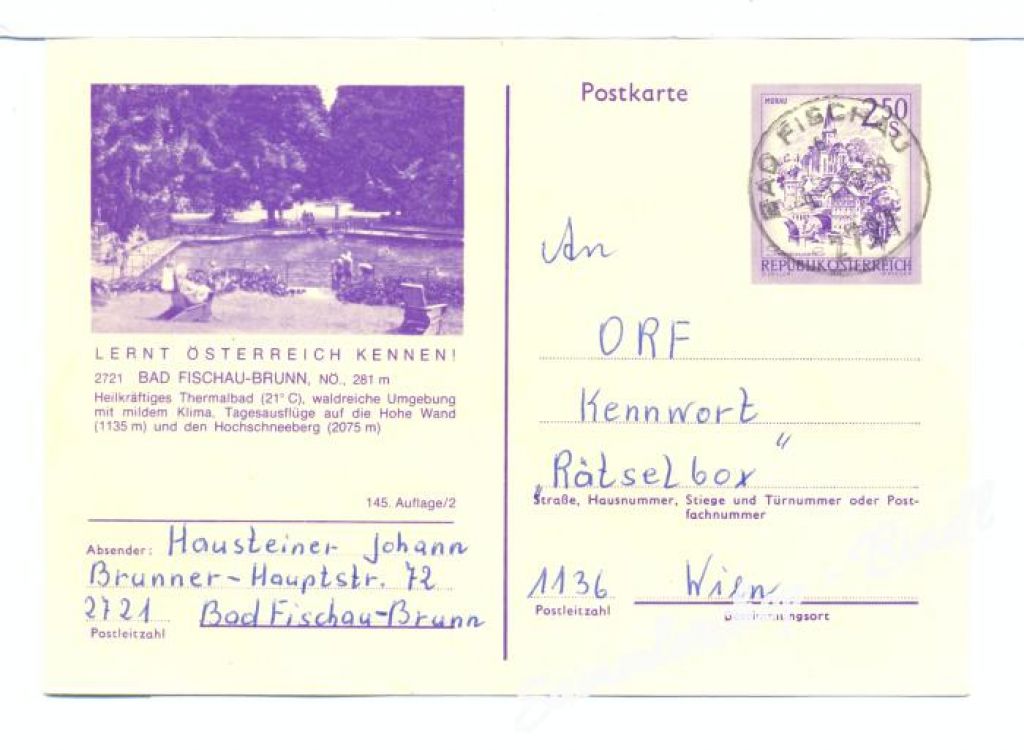 LERNT ÖSTERREICH KENNEN!
2721 BAD FISCHAU-BRUNN, NÖ., 281 m
Heilkräftiges Thermalbad (21° C), waldreiche Umgebung
mit mildem Klima. Tagesausflüge auf die Hohe Wand
(1135 m) und den Hochschneeberg (2075 m)
145. Auflage/2
Absender: Hausteiner Johann
Brunner-Hauptstr. 72
2721 Bad Fischau-Brunn
Postleitzahl
Postkarte
MURAU
2.50
S
BAD FISCHAU
2721
REPUBLIK ÖSTERREICH
An
ORF
Kennwort
„Rätselbox"
Straße, Hausnummer, Stiege und Türnummer oder Post-
fachnummer
1136 Wien
Postleitzahl Bestimmungsort